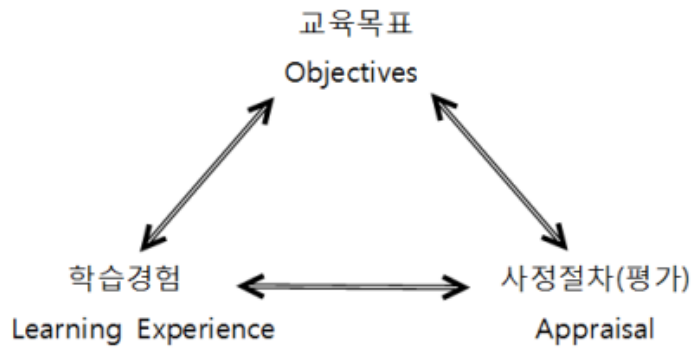 교육목표
Objectives
학습경험
Learning Experience
사정절차(평가)
Appraisal